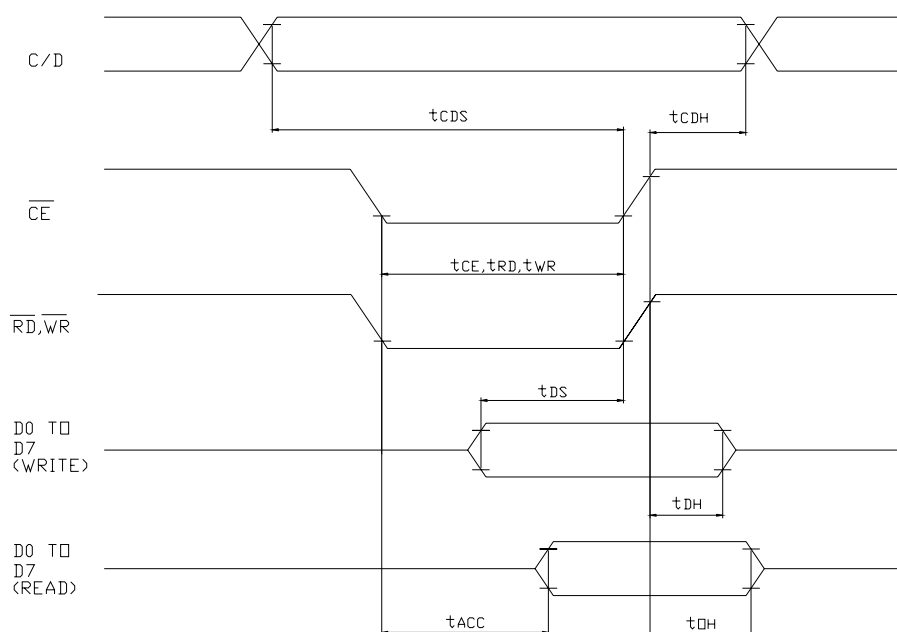 C/D
tCDS
tCDH
CE
tCE,tRD,tWR
RD,WR
tDS
D0 TO
D7
(WRITE)
tDH
D0 TO
D7
(READ)
tACC
tOH